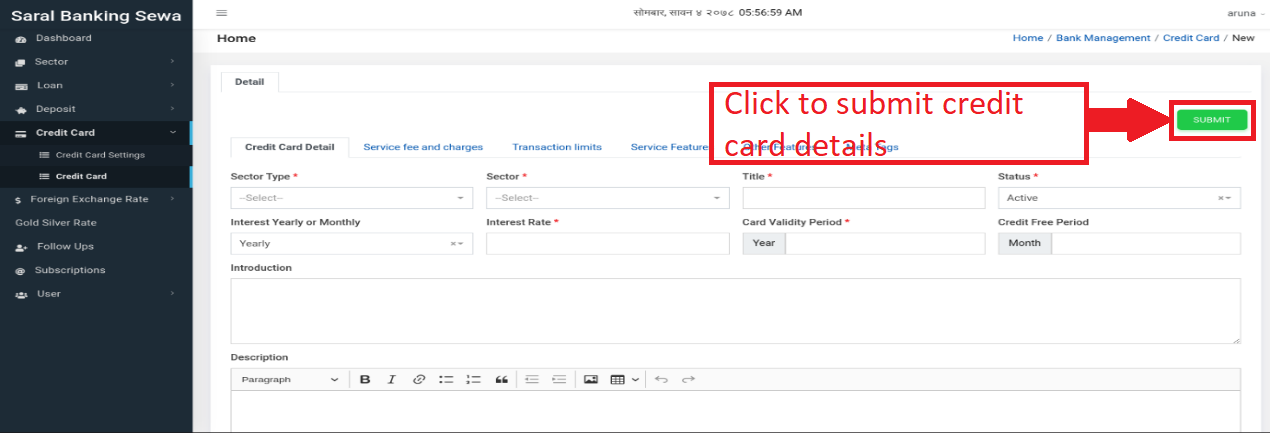 Saral Banking Sewa
सोमबार, सावन ४ २०७८ 05:56:59 AM
aruna
Dashboard
Home
Home / Bank Management / Credit Card / New
Sector
Loan
Deposit
Credit Card
Credit Card Settings
Credit Card
Foreign Exchange Rate
Gold Silver Rate
Follow Ups
Subscriptions
User
Detail
Click to submit credit
card details
SUBMIT
Credit Card Detail Service fee and charges Transaction limits Service Features Other Features Meta Tags
Sector Type * Sector * Title * Status *
--Select-- --Select-- Active
Interest Yearly or Monthly Interest Rate * Card Validity Period * Credit Free Period
Yearly Year Month
Introduction
Description
Paragraph